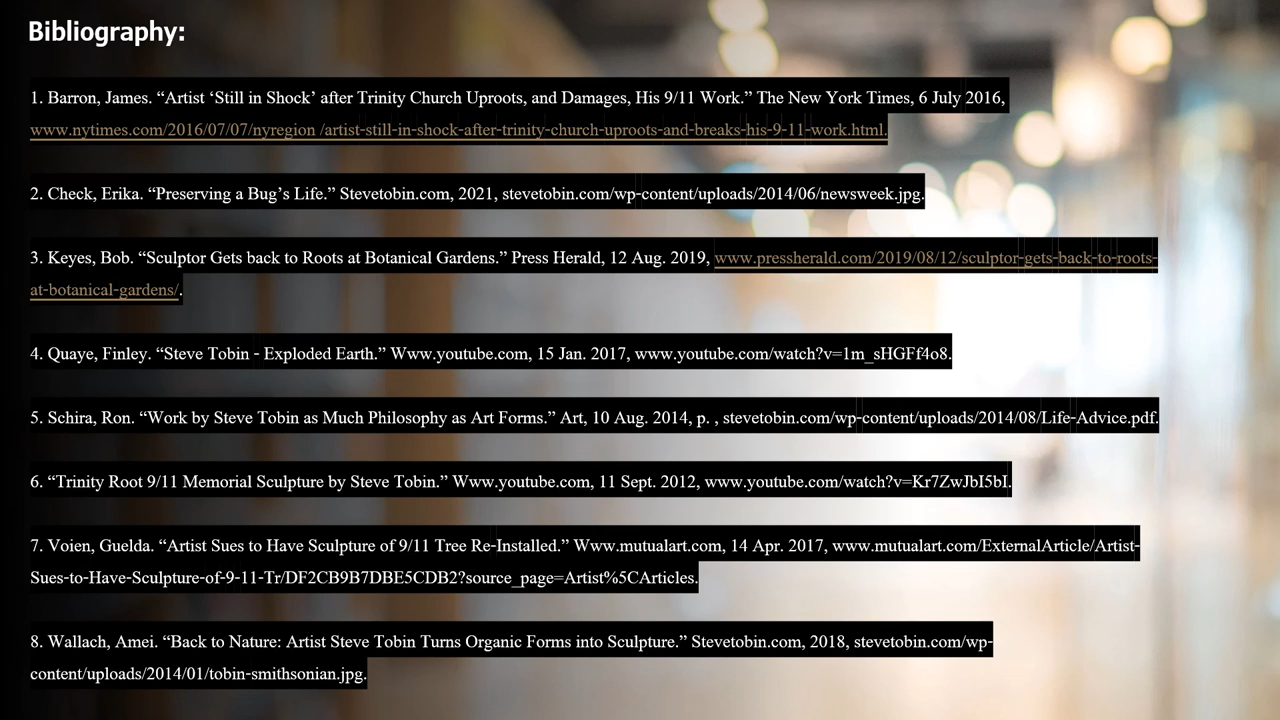 Bibliography:
1. Barron, James. “Artist ‘Still in Shock’ after Trinity Church Uproots, and Damages, His 9/11 Work.” The New York Times, 6 July 2016,
www.nytimes.com/2016/07/07/nyregion /artist-still-in-shock-after-trinity-church-uproots-and-breaks-his-9-11-work.html.
2. Check, Erika. “Preserving a Bug’s Life.” Stevetobin.com, 2021, stevetobin.com/wp-content/uploads/2014/06/newsweek.jpg.
3. Keyes, Bob. “Sculptor Gets back to Roots at Botanical Gardens.” Press Herald, 12 Aug. 2019, www.pressherald.com/2019/08/12/sculptor-gets-back-to-roots-
at-botanical-gardens/.
4. Quaye, Finley. “Steve Tobin - Exploded Earth.” Www.youtube.com, 15 Jan. 2017, www.youtube.com/watch?v=1m_sHGFf4o8.
5. Schira, Ron. “Work by Steve Tobin as Much Philosophy as Art Forms.” Art, 10 Aug. 2014, p. , stevetobin.com/wp-content/uploads/2014/08/Life-Advice.pdf.
6. “Trinity Root 9/11 Memorial Sculpture by Steve Tobin.” Www.youtube.com, 11 Sept. 2012, www.youtube.com/watch?v=Kr7ZwJbI5bI.
7. Voien, Guelda. “Artist Sues to Have Sculpture of 9/11 Tree Re-Installed.” Www.mutualart.com, 14 Apr. 2017, www.mutualart.com/ExternalArticle/Artist-
Sues-to-Have-Sculpture-of-9-11-Tr/DF2CB9B7DBE5CDB2?source_page=Artist%5CArticles.
8. Wallach, Amei. “Back to Nature: Artist Steve Tobin Turns Organic Forms into Sculpture.” Stevetobin.com, 2018, stevetobin.com/wp-
content/uploads/2014/01/tobin-smithsonian.jpg.